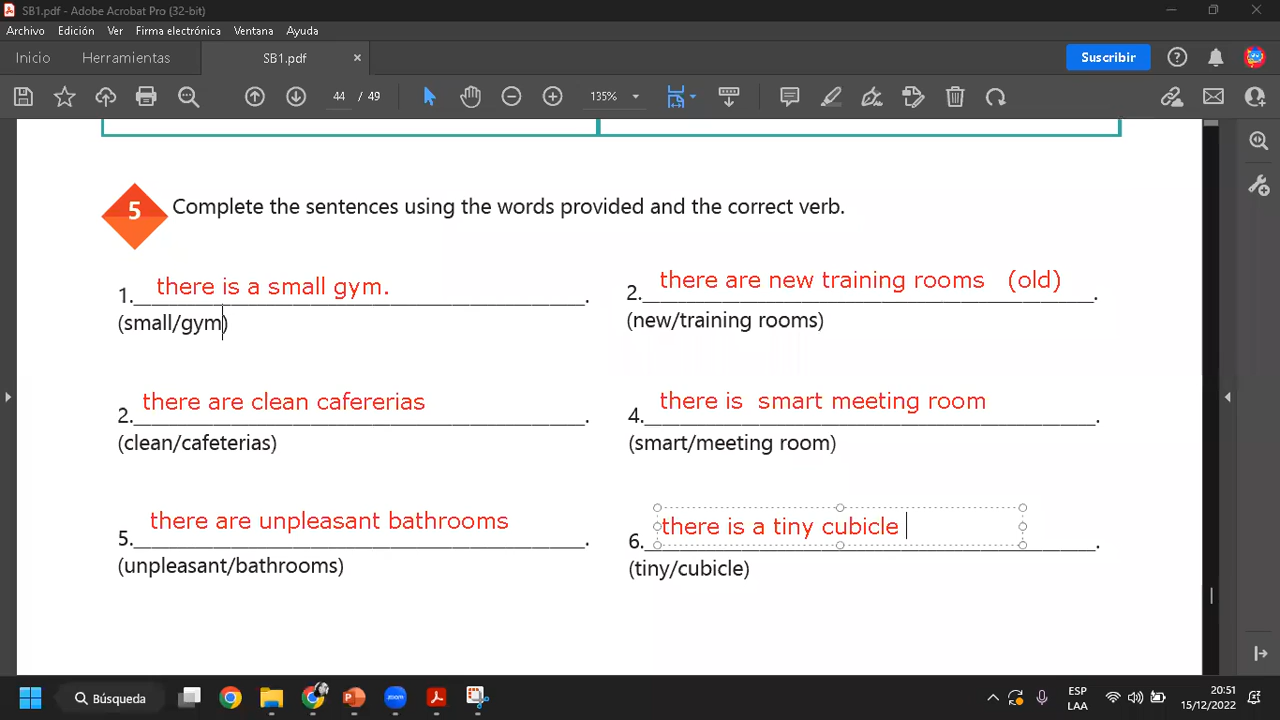 SB1.pdf - Adobe Acrobat Pro (32-bit)
Archivo Edición Ver Firma electrónica Ventana Ayuda
Inicio Herramientas SB1.pdf × Suscribir
44 / 49 135%
5 Complete the sentences using the words provided and the correct verb.
1. there is a small gym. .
(small/gym)
2. there are new training rooms (old) .
(new/training rooms)
2. there are clean cafererias .
(clean/cafeterias)
4. there is smart meeting room .
(smart/meeting room)
5. there are unpleasant bathrooms .
(unpleasant/bathrooms)
6. there is a tiny cubicle .
(tiny/cubicle)
Búsqueda
zoom
ESP
LAA
20:51
15/12/2022